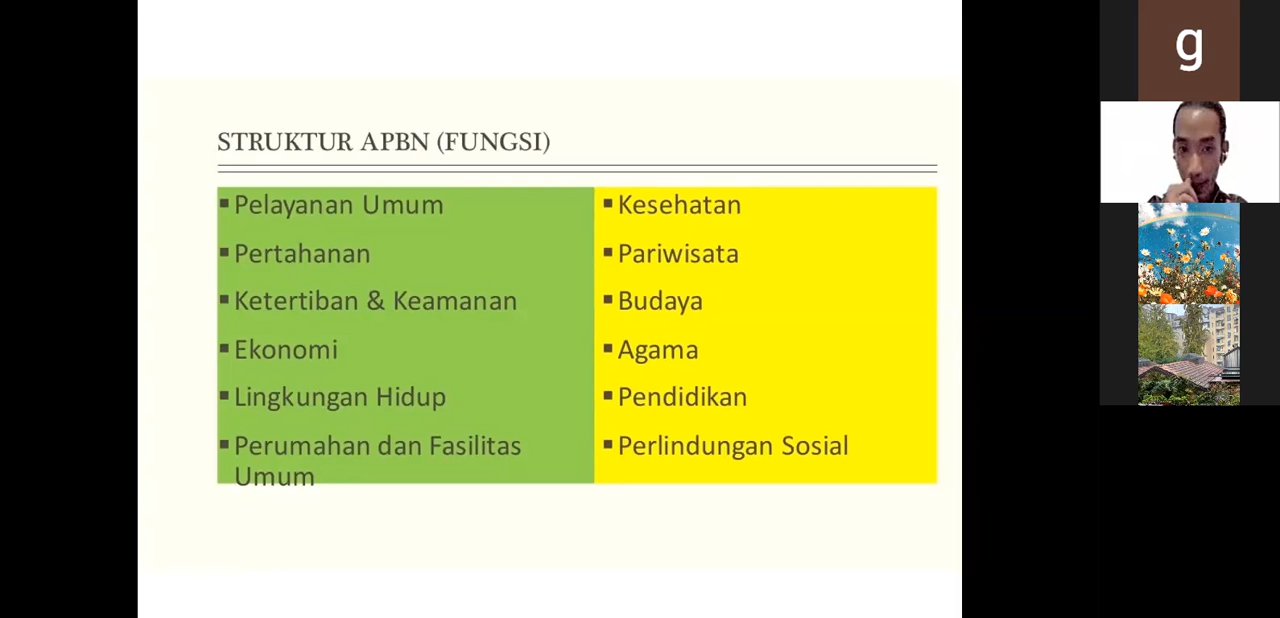 STRUKTUR APBN (FUNGSI)
▪ Pelayanan Umum
▪ Pertahanan
▪ Ketertiban & Keamanan
▪ Ekonomi
▪ Lingkungan Hidup
▪ Perumahan dan Fasilitas
Umum
▪ Kesehatan
▪ Pariwisata
▪ Budaya
▪ Agama
▪ Pendidikan
▪ Perlindungan Sosial
g